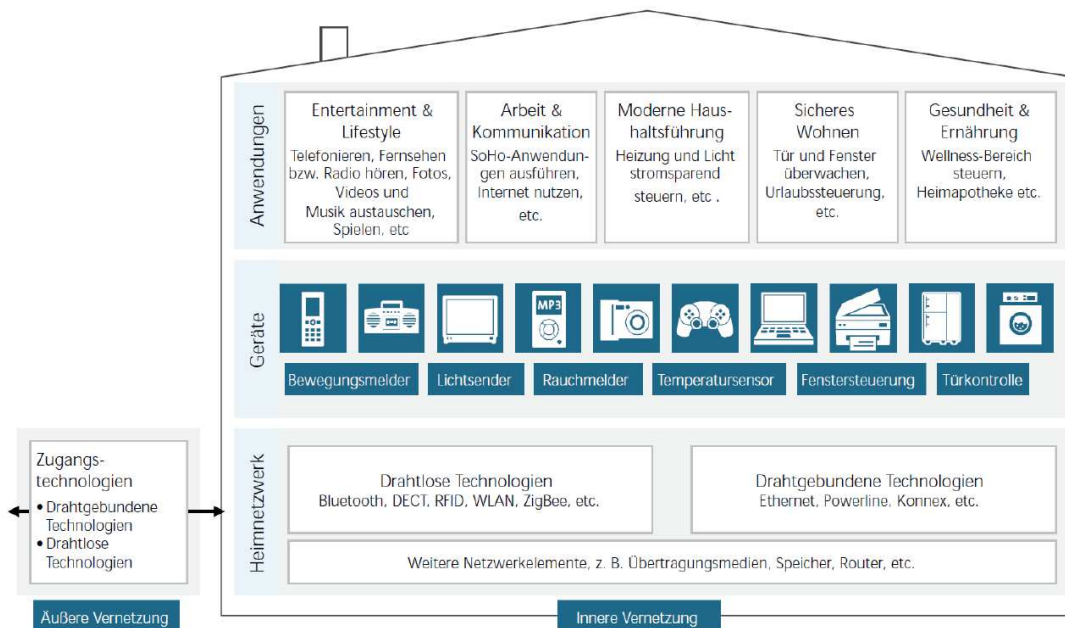 Anwendungen
Entertainment &
Lifestyle
Telefonieren, Fernsehen
bzw. Radio hören, Fotos,
Videos und
Musik austauschen,
Spielen, etc
Arbeit &
Kommunikation
SoHo-Anwendun-
gen ausführen,
Internet nutzen,
etc.
Moderne Haus-
haltsführung
Heizung und Licht
stromsparend
steuern, etc .
Sicheres
Wohnen
Tür und Fenster
überwachen,
Urlaubssteuerung,
etc.
Gesundheit &
Ernährung
Wellness-Bereich
steuern,
Heimapotheke etc.
Geräte
MP3
Bewegungsmelder
Lichtsender
Rauchmelder
Temperatursensor
Fenstersteuerung
Türkontrolle
Zugangs-
technologien
• Drahtgebundene
Technologien
• Drahtlose
Technologien
Äußere Vernetzung
Heimnetzwerk
Drahtlose Technologien
Bluetooth, DECT, RFID, WLAN, ZigBee, etc.
Drahtgebundene Technologien
Ethernet, Powerline, Konnex, etc.
Weitere Netzwerkelemente, z. B. Übertragungsmedien, Speicher, Router, etc.
Innere Vernetzung